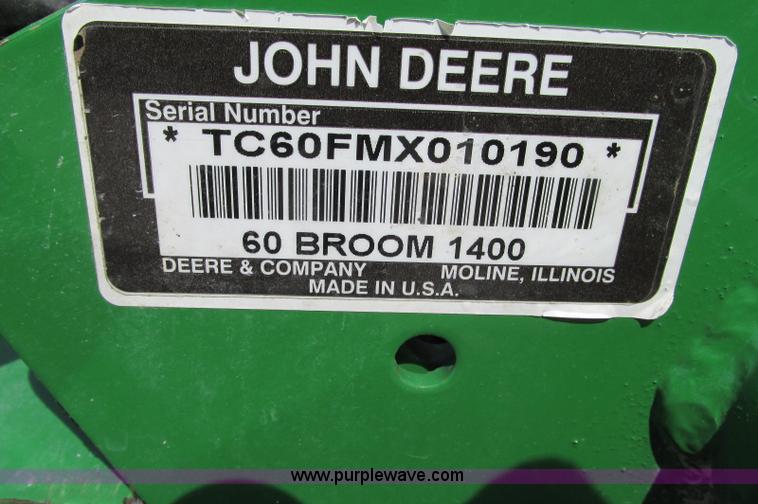 JOHN DEERE
Serial Number
* TC60FMX010190 *
60 BROOM 1400
DEERE & COMPANY MOLINE, ILLINOIS
MADE IN U.S.A.
www.purplewave.com